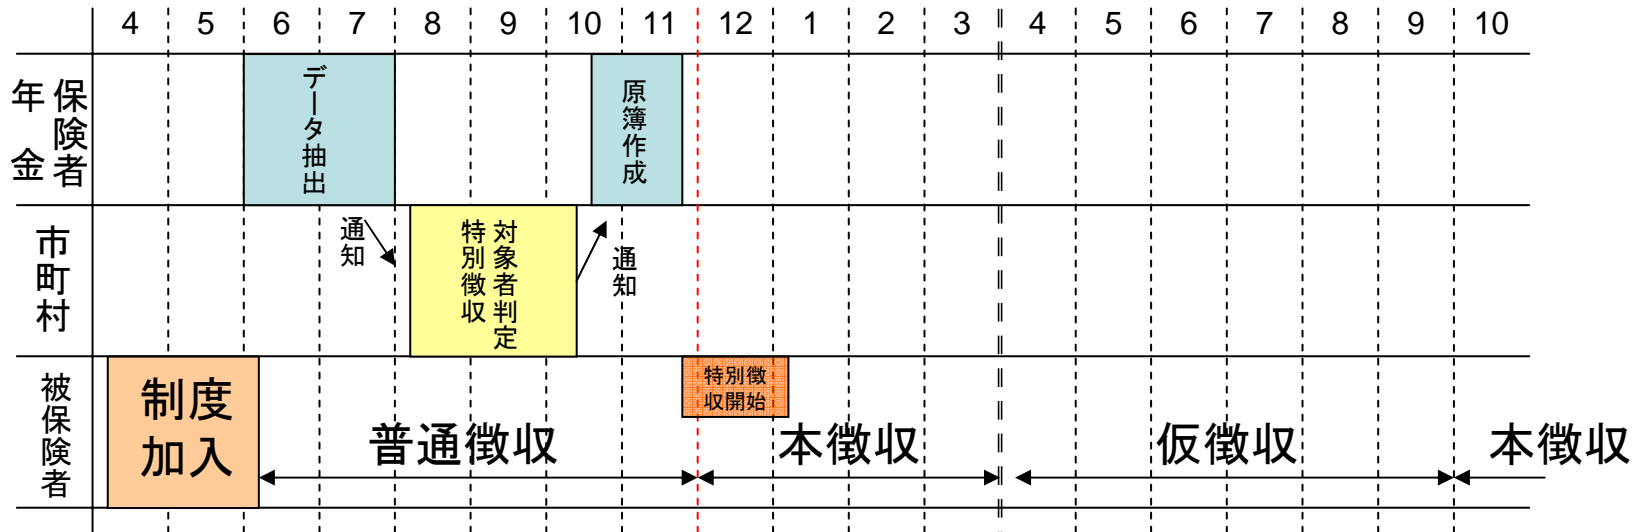 4 5 6 7 8 9 10 11 12 1 2 3 4 5 6 7 8 9 10
年金
保険者
データ抽出
原簿作成
市町村
通知
特別徴収
対象者判定
通知
被保険者
制度
加入
特別徴
収開始
普通徴収
本徴収
仮徴収
本徴収